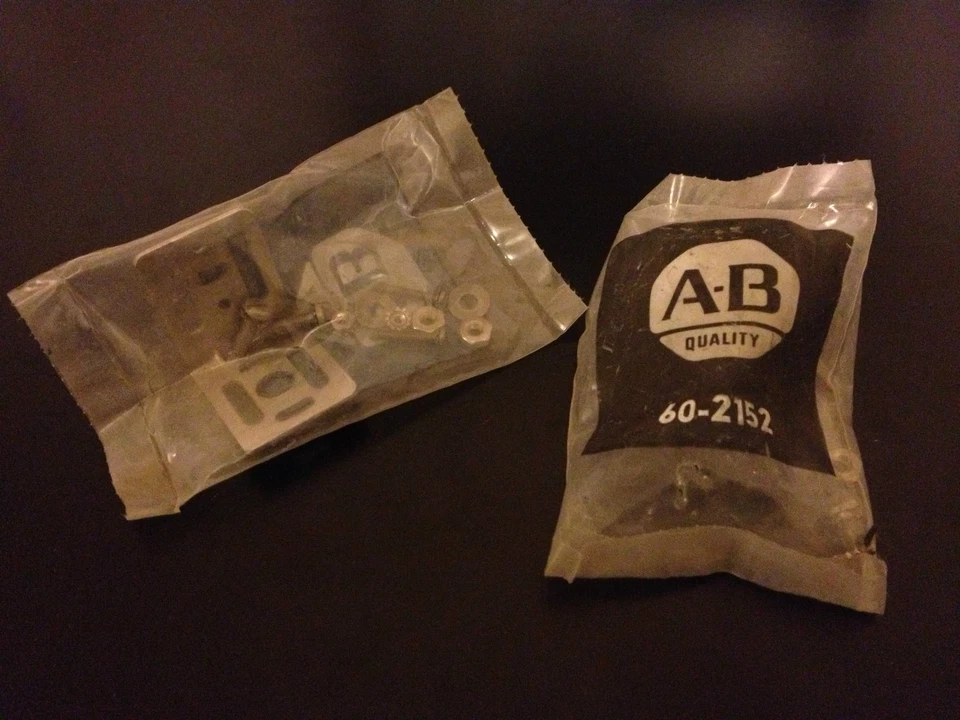 A-B
QUALITY
60-2152
B